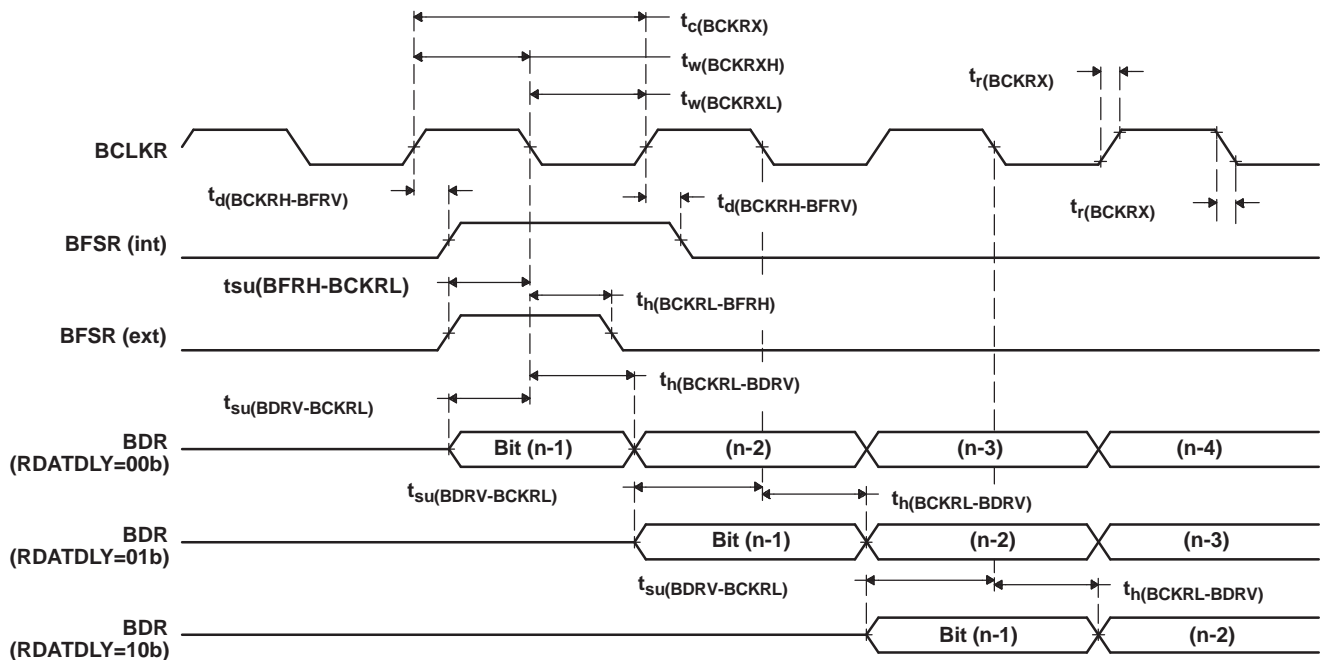 tc(BCKRX)
tw(BCKRXH)
tr(BCKRX)
tw(BCKRXL)
BCLKR
td(BCKRH-BFRV)
td(BCKRH-BFRV)
tr(BCKRX)
BFSR (int)
tsu(BFRH-BCKRL)
th(BCKRL-BFRH)
BFSR (ext)
th(BCKRL-BDRV)
tsu(BDRV-BCKRL)
BDR
(RDATDLY=00b)
Bit (n-1)
(n-2)
(n-3)
(n-4)
tsu(BDRV-BCKRL)
th(BCKRL-BDRV)
BDR
(RDATDLY=01b)
Bit (n-1)
(n-2)
(n-3)
tsu(BDRV-BCKRL)
th(BCKRL-BDRV)
BDR
(RDATDLY=10b)
Bit (n-1)
(n-2)